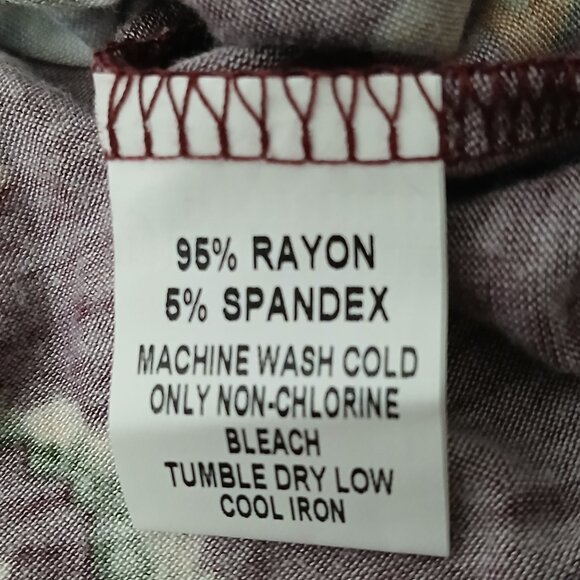 95% RAYON
5% SPANDEX
MACHINE WASH COLD
ONLY NON-CHLORINE
BLEACH
TUMBLE DRY LOW
COOL IRON